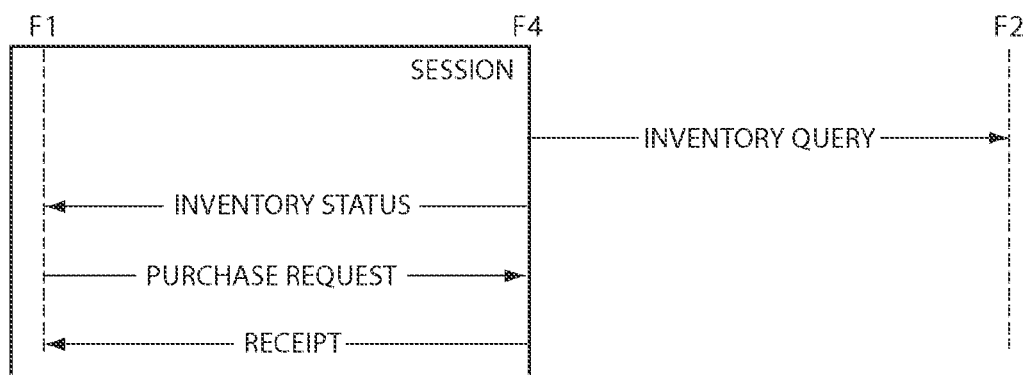 F1 F4 F2
SESSION
INVENTORY QUERY
INVENTORY STATUS
PURCHASE REQUEST
RECEIPT